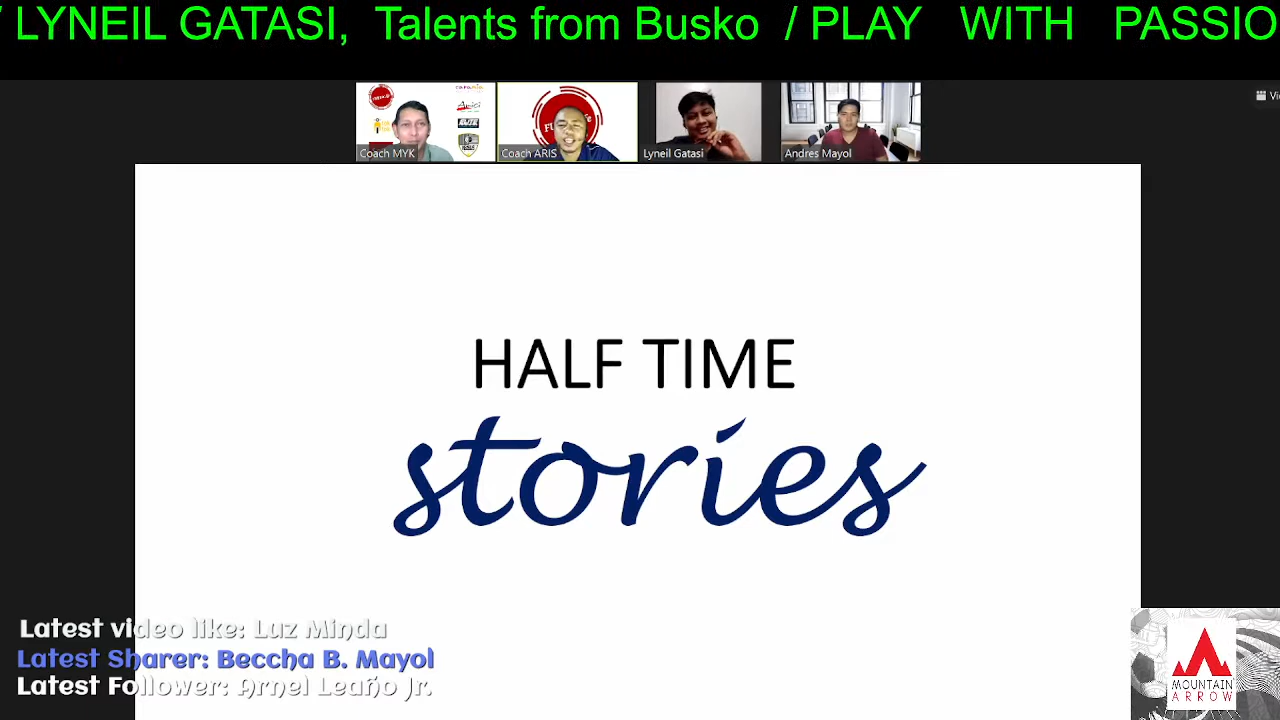 LYNEIL GATASI, Talents from Busko / PLAY WITH PASSIO
Coach MYK
Coach ARIS
Lyneil Gatasi
Andres Mayol
HALF TIME
stories
Latest video like: Luz Minda
Latest Sharer: Beccha B. Mayol
Latest Follower: Arnel Leaño Jr.
MOUNTAIN
ARROW